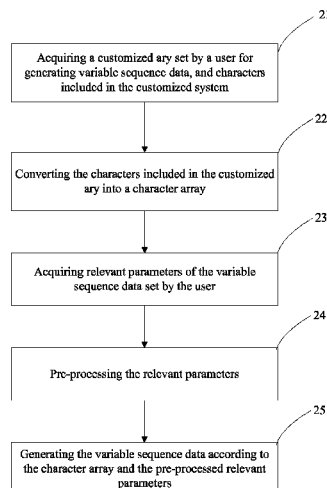 21
Acquiring a customized ary set by a user for
generating variable sequence data, and characters
included in the customized system
22
Converting the characters included in the customized
ary into a character array
23
Acquiring relevant parameters of the variable
sequence data set by the user
24
Pre-processing the relevant parameters
25
Generating the variable sequence data according to
the character array and the pre-processed relevant
parameters